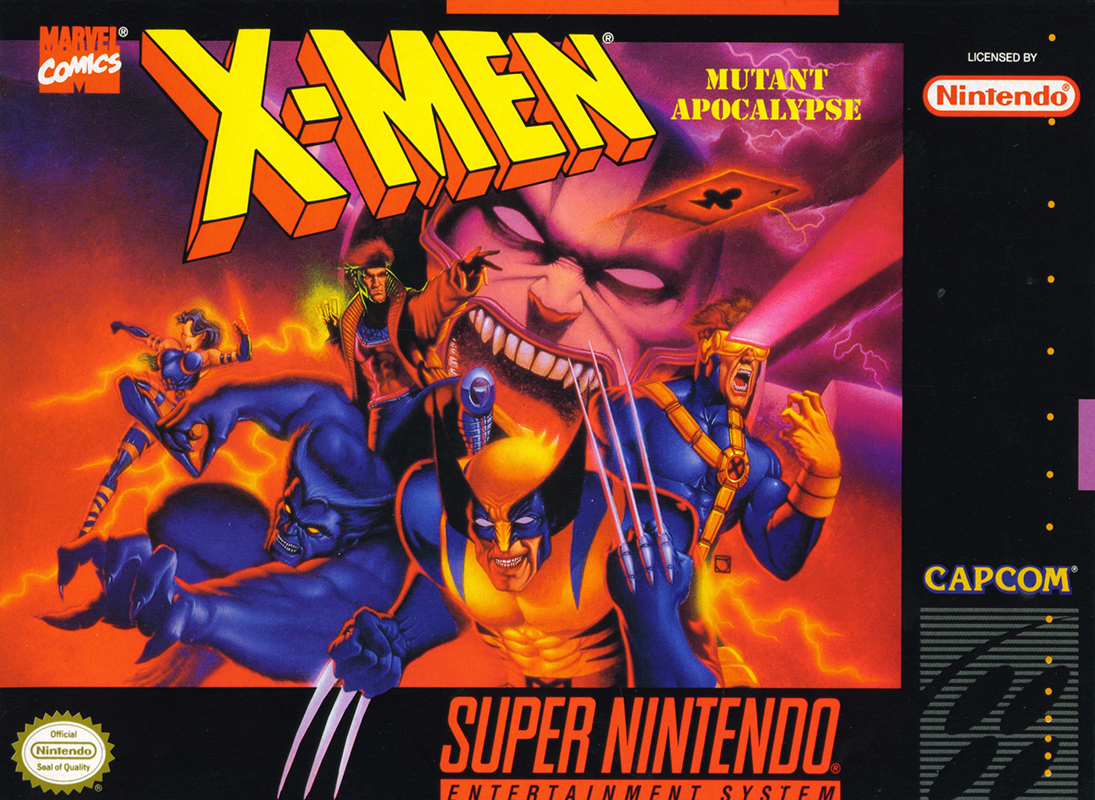 MARVEL®
COMICS
X-MEN®
MUTANT
APOCALYPSE
LICENSED BY
Nintendo®
A
CAPCOM®
SUPER NINTENDO®
ENTERTAINMENT SYSTEM
Official
Nintendo
Seal of Quality
®